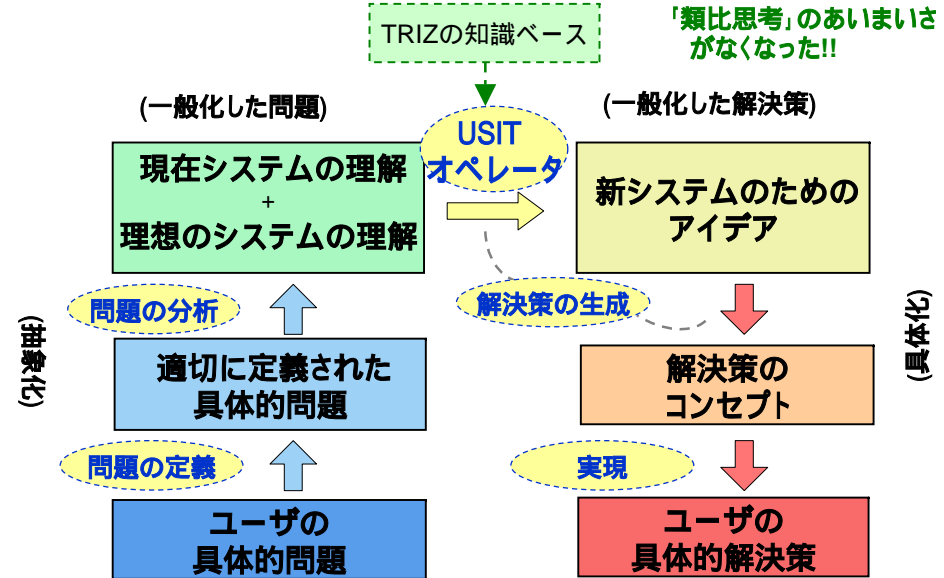 TRIZの知識ベース
「類比思考」のあいまいさ
がなくなった!!
(一般化した問題)
(一般化した解決策)
USIT
オペレータ
現在システムの理解
+
理想のシステムの理解
新システムのための
アイデア
問題の分析
解決策の生成
(抽象化)
(具体化)
適切に定義された
具体的問題
解決策の
コンセプト
問題の定義
実現
ユーザの
具体的問題
ユーザの
具体的解決策